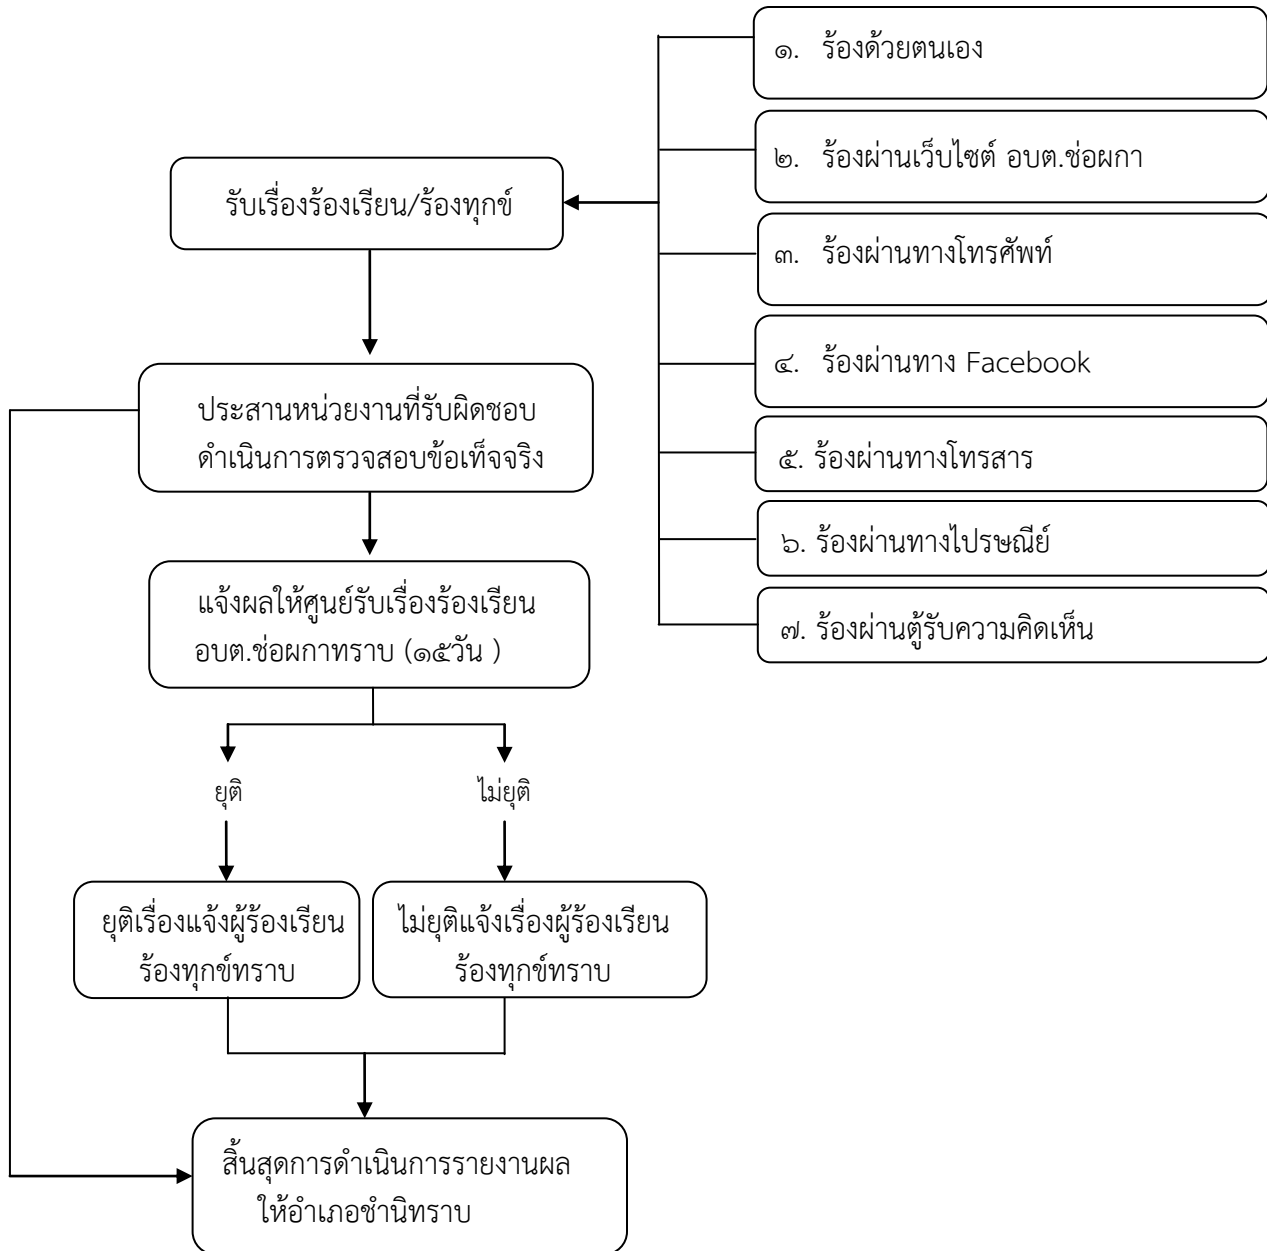 ๑. ร้องด้วยตนเอง
๒. ร้องผ่านเว็บไซต์ อบต.ช่อผกา
รับเรื่องร้องเรียน/ร้องทุกข์
๓. ร้องผ่านทางโทรศัพท์
๔. ร้องผ่านทาง Facebook
ประสานหน่วยงานที่รับผิดชอบ
ดำเนินการตรวจสอบข้อเท็จจริง
๕. ร้องผ่านทางโทรสาร
๖. ร้องผ่านทางไปรษณีย์
แจ้งผลให้ศูนย์รับเรื่องร้องเรียน
อบต.ช่อผกาทราบ (๑๕วัน )
๗. ร้องผ่านตู้รับความคิดเห็น
ยุติ
ไม่ยุติ
ยุติเรื่องแจ้งผู้ร้องเรียน
ร้องทุกข์ทราบ
ไม่ยุติแจ้งเรื่องผู้ร้องเรียน
ร้องทุกข์ทราบ
สิ้นสุดการดำเนินการรายงานผล
ให้อำเภอชำนิทราบ